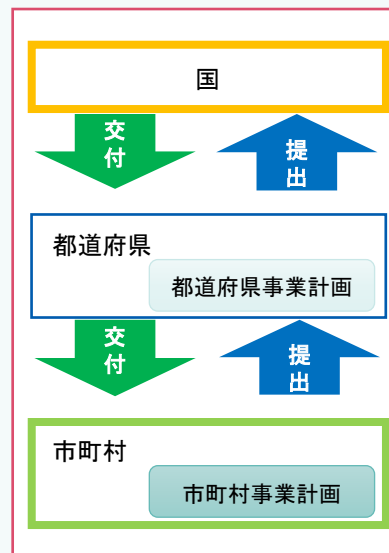 国
交付
提出
都道府県
都道府県事業計画
交付
提出
市町村
市町村事業計画